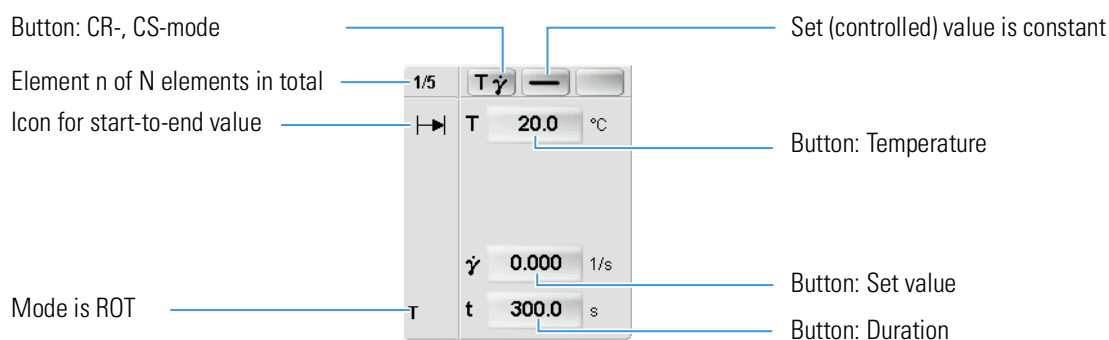 Button: CR-, CS-mode
Set (controlled) value is constant
Element n of N elements in total
1/5
T γ̇
Icon for start-to-end value
T 20.0 °C
Button: Temperature
γ̇ 0.000 1/s
Button: Set value
Mode is ROT
T
t 300.0 s
Button: Duration